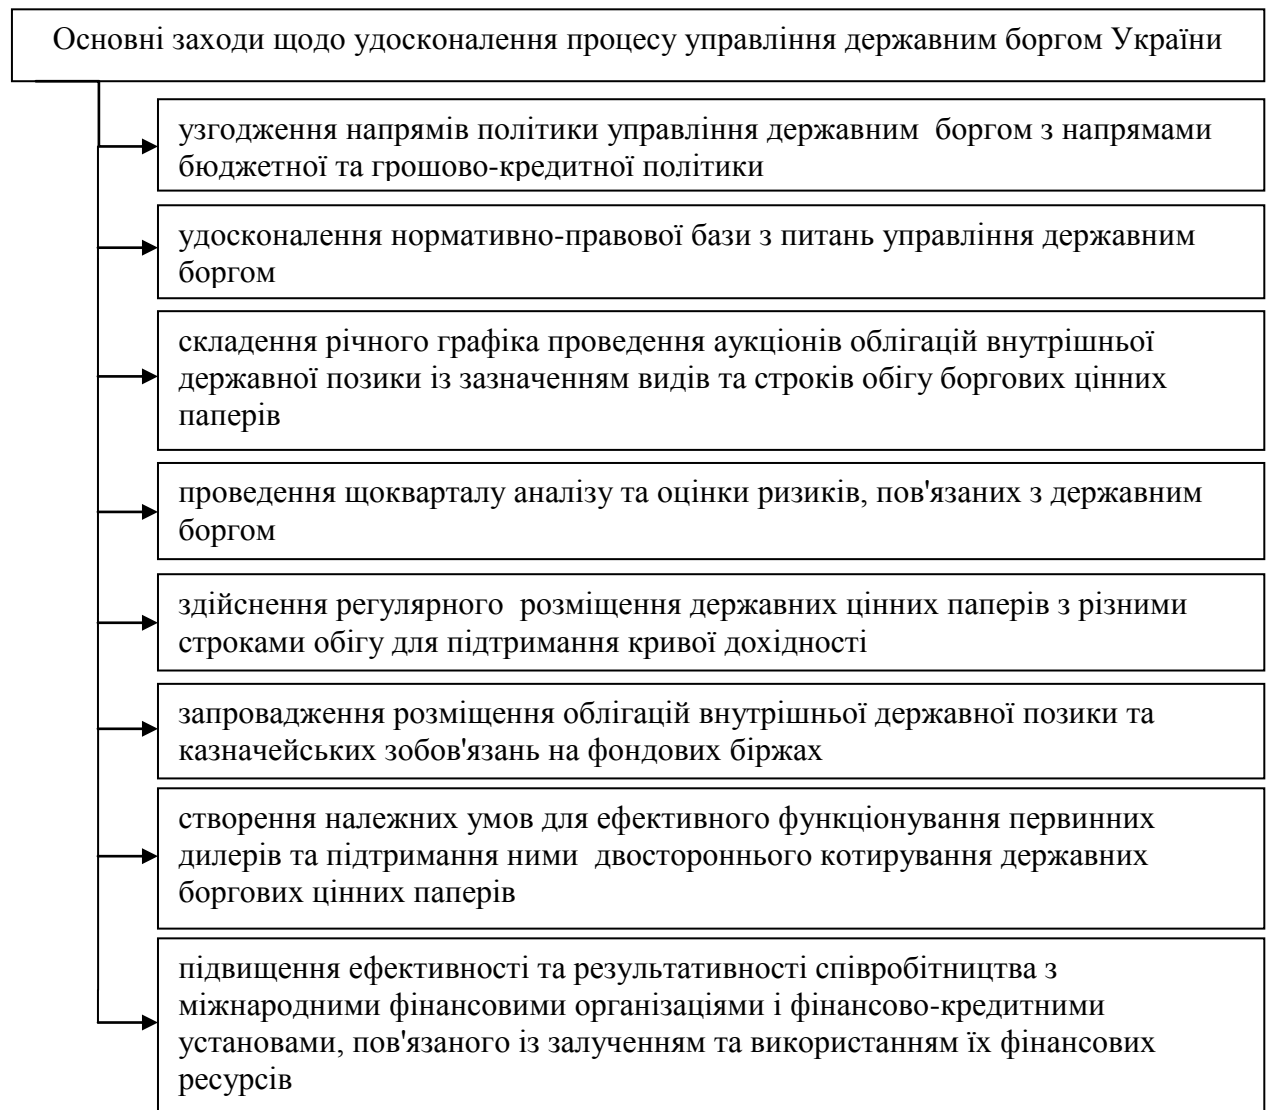 Основні заходи щодо удосконалення процесу управління державним боргом України
узгодження напрямів політики управління державним боргом з напрямами
бюджетної та грошово-кредитної політики
удосконалення нормативно-правової бази з питань управління державним
боргом
складення річного графіка проведення аукціонів облігацій внутрішньої
державної позики із зазначенням видів та строків обігу боргових цінних
паперів
проведення щокварталу аналізу та оцінки ризиків, пов'язаних з державним
боргом
здійснення регулярного розміщення державних цінних паперів з різними
строками обігу для підтримання кривої дохідності
запровадження розміщення облігацій внутрішньої державної позики та
казначейських зобов'язань на фондових біржах
створення належних умов для ефективного функціонування первинних
дилерів та підтримання ними двостороннього котирування державних
боргових цінних паперів
підвищення ефективності та результативності співробітництва з
міжнародними фінансовими організаціями і фінансово-кредитними
установами, пов'язаного із залученням та використанням їх фінансових
ресурсів